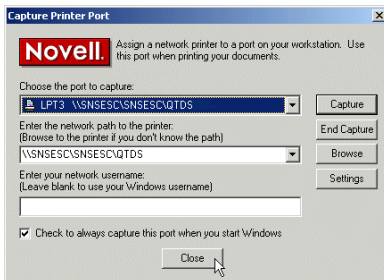 Capture Printer Port
Novell.
Assign a network printer to a port on your workstation. Use
this port when printing your documents.
Choose the port to capture:
LPT3 \\SNSESC\SNSESC\QTDS
Capture
Enter the network path to the printer:
(Browse to the printer if you don't know the path)
End Capture
\\SNSESC\SNSESC\QTDS
Browse
Enter your network username:
(Leave blank to use your Windows username)
Settings
Check to always capture this port when you start Windows
Close